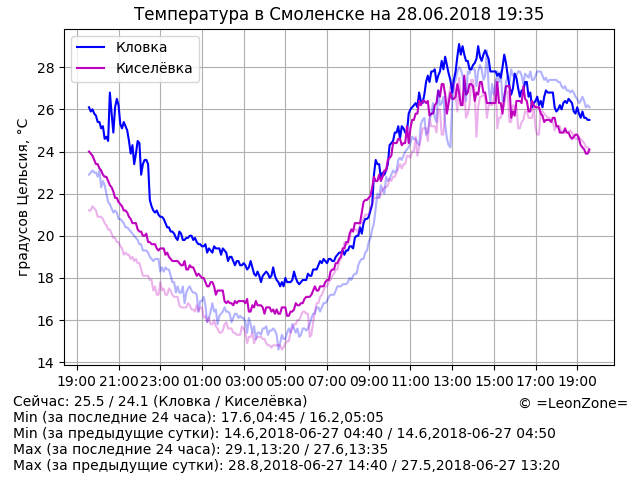 Температура в Смоленске на 28.06.2018 19:35
Кловка
Киселёвка
градусов Цельсия, °C
28
26
24
22
20
18
16
14
19:00 21:00 23:00 01:00 03:00 05:00 07:00 09:00 11:00 13:00 15:00 17:00 19:00
Сейчас: 25.5 / 24.1 (Кловка / Киселёвка)
© =LeonZone=
Min (за последние 24 часа): 17.6,04:45 / 16.2,05:05
Min (за предыдущие сутки): 14.6,2018-06-27 04:40 / 14.6,2018-06-27 04:50
Max (за последние 24 часа): 29.1,13:20 / 27.6,13:35
Max (за предыдущие сутки): 28.8,2018-06-27 14:40 / 27.5,2018-06-27 13:20